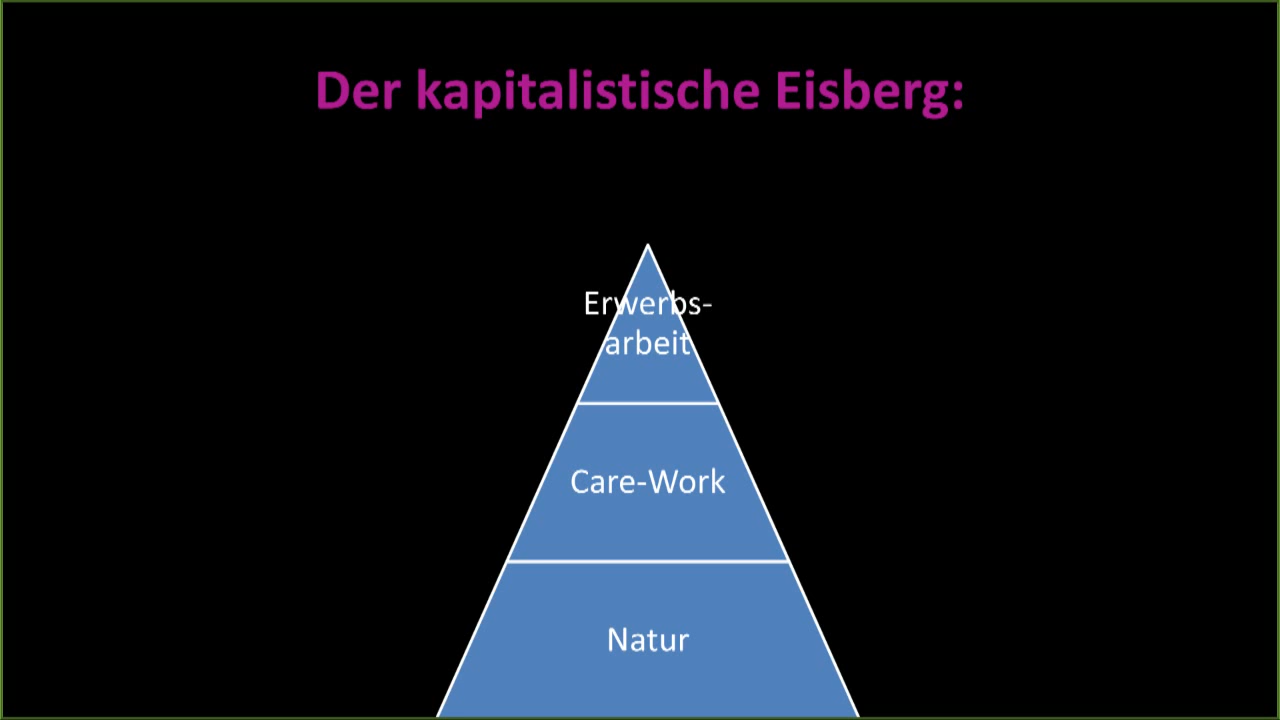 Der kapitalistische Eisberg:
Erwerbs-
arbeit
Care-Work
Natur